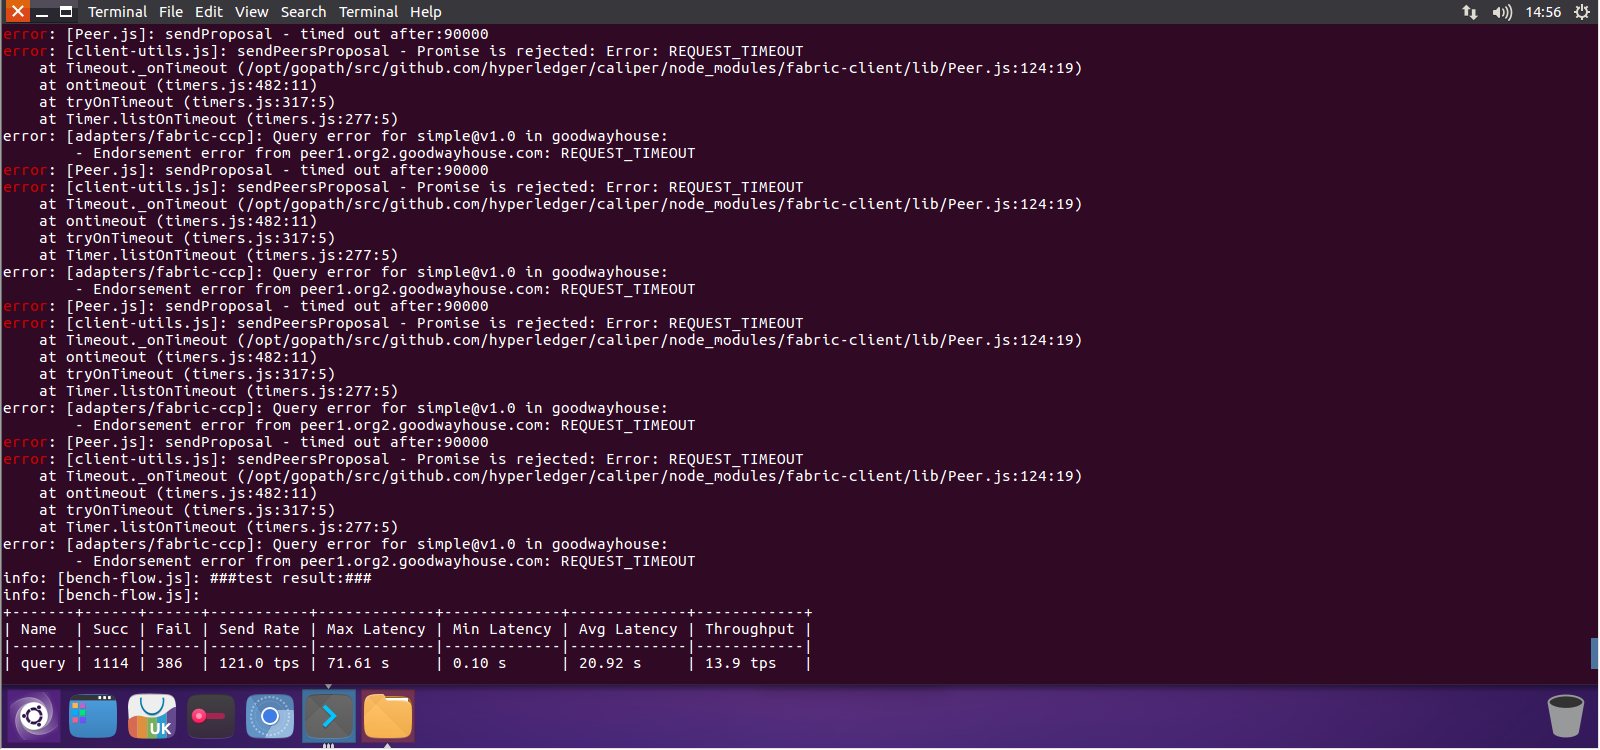 Terminal File Edit View Search Terminal Help 14:56
error: [Peer.js]: sendProposal - timed out after:90000
error: [client-utils.js]: sendPeersProposal - Promise is rejected: Error: REQUEST_TIMEOUT
    at Timeout._onTimeout (/opt/gopath/src/github.com/hyperledger/caliper/node_modules/fabric-client/lib/Peer.js:124:19)
    at ontimeout (timers.js:482:11)
    at tryOnTimeout (timers.js:317:5)
    at Timer.listOnTimeout (timers.js:277:5)
error: [adapters/fabric-ccp]: Query error for simple@v1.0 in goodwayhouse:
        - Endorsement error from peer1.org2.goodwayhouse.com: REQUEST_TIMEOUT
error: [Peer.js]: sendProposal - timed out after:90000
error: [client-utils.js]: sendPeersProposal - Promise is rejected: Error: REQUEST_TIMEOUT
    at Timeout._onTimeout (/opt/gopath/src/github.com/hyperledger/caliper/node_modules/fabric-client/lib/Peer.js:124:19)
    at ontimeout (timers.js:482:11)
    at tryOnTimeout (timers.js:317:5)
    at Timer.listOnTimeout (timers.js:277:5)
error: [adapters/fabric-ccp]: Query error for simple@v1.0 in goodwayhouse:
        - Endorsement error from peer1.org2.goodwayhouse.com: REQUEST_TIMEOUT
error: [Peer.js]: sendProposal - timed out after:90000
error: [client-utils.js]: sendPeersProposal - Promise is rejected: Error: REQUEST_TIMEOUT
    at Timeout._onTimeout (/opt/gopath/src/github.com/hyperledger/caliper/node_modules/fabric-client/lib/Peer.js:124:19)
    at ontimeout (timers.js:482:11)
    at tryOnTimeout (timers.js:317:5)
    at Timer.listOnTimeout (timers.js:277:5)
error: [adapters/fabric-ccp]: Query error for simple@v1.0 in goodwayhouse:
        - Endorsement error from peer1.org2.goodwayhouse.com: REQUEST_TIMEOUT
error: [Peer.js]: sendProposal - timed out after:90000
error: [client-utils.js]: sendPeersProposal - Promise is rejected: Error: REQUEST_TIMEOUT
    at Timeout._onTimeout (/opt/gopath/src/github.com/hyperledger/caliper/node_modules/fabric-client/lib/Peer.js:124:19)
    at ontimeout (timers.js:482:11)
    at tryOnTimeout (timers.js:317:5)
    at Timer.listOnTimeout (timers.js:277:5)
error: [adapters/fabric-ccp]: Query error for simple@v1.0 in goodwayhouse:
        - Endorsement error from peer1.org2.goodwayhouse.com: REQUEST_TIMEOUT
info: [bench-flow.js]: ###test result:###
info: [bench-flow.js]:
+-------+------+------+-----------+-------------+-------------+-------------+------------+
| Name  | Succ | Fail | Send Rate | Max Latency | Min Latency | Avg Latency | Throughput |
|-------|------|------|-----------|-------------|-------------|-------------|------------|
| query | 1114 | 386  | 121.0 tps | 71.61 s     | 0.10 s      | 20.92 s     | 13.9 tps   |
UK